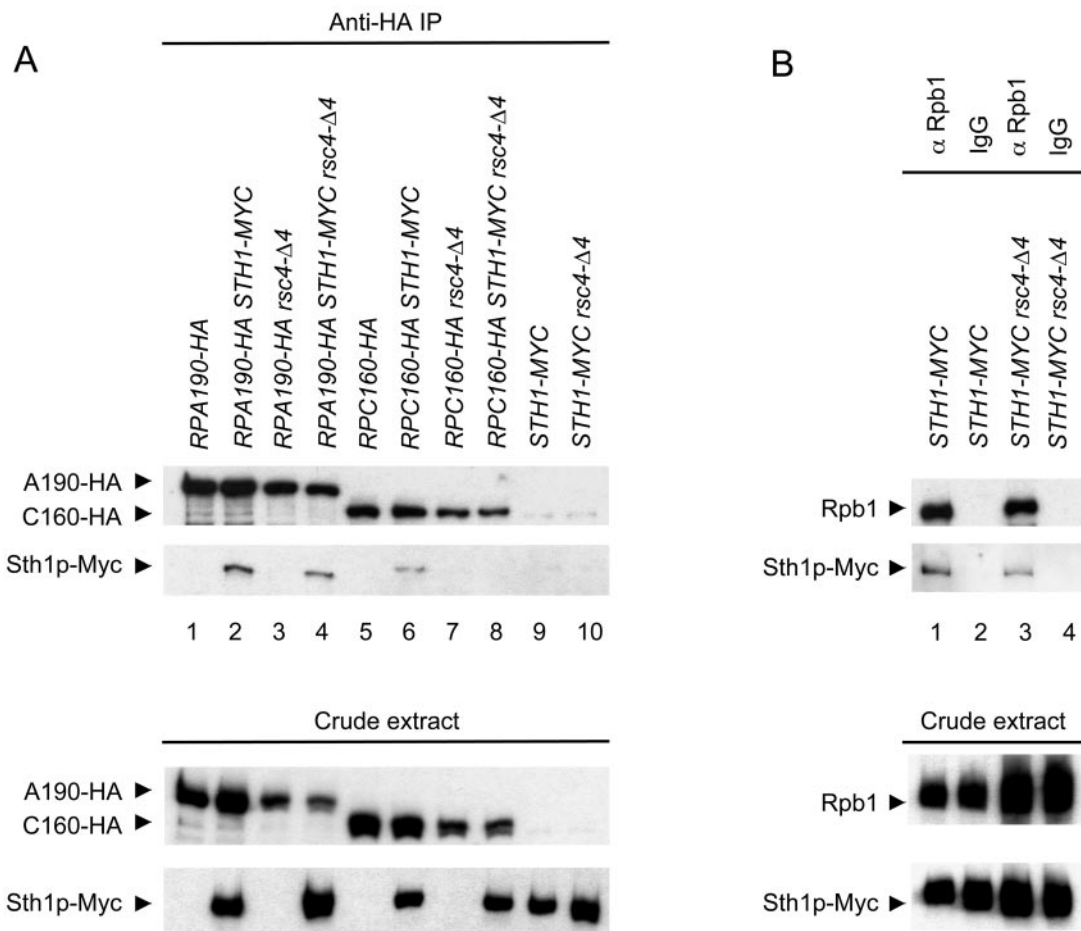 Anti-HA IP
A
RPA190-HA
RPA190-HA STH1-MYC
RPA190-HA rsc4-Δ4
RPA190-HA STH1-MYC rsc4-Δ4
RPC160-HA
RPC160-HA STH1-MYC
RPC160-HA rsc4-Δ4
RPC160-HA STH1-MYC rsc4-Δ4
STH1-MYC
STH1-MYC rsc4-Δ4
A190-HA
C160-HA
Sth1p-Myc
1 2 3 4 5 6 7 8 9 10
Crude extract
A190-HA
C160-HA
Sth1p-Myc
B
α Rpb1
IgG
α Rpb1
IgG
STH1-MYC
STH1-MYC
STH1-MYC rsc4-Δ4
STH1-MYC rsc4-Δ4
Rpb1
Sth1p-Myc
1 2 3 4
Crude extract
Rpb1
Sth1p-Myc